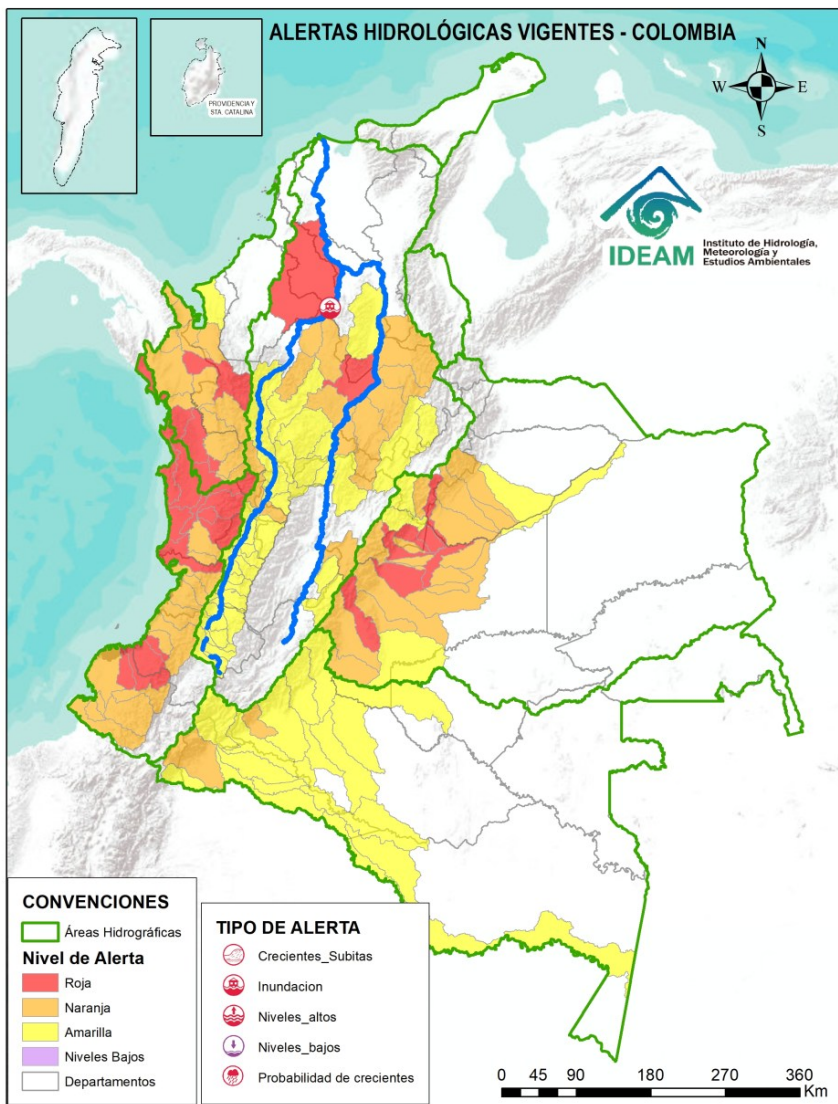 ALERTAS HIDROLÓGICAS VIGENTES - COLOMBIA
PROVIDENCIA Y
STA. CATALINA
N
W
E
S
IDEAM
Instituto de Hidrología,
Meteorología y
Estudios Ambientales
CONVENCIONES
Áreas Hidrográficas
Nivel de Alerta
Roja
Naranja
Amarilla
Niveles Bajos
Departamentos
TIPO DE ALERTA
Crecientes_Subitas
Inundacion
Niveles_altos
Niveles_bajos
Probabilidad de crecientes
0 45 90 180 270 360
Km